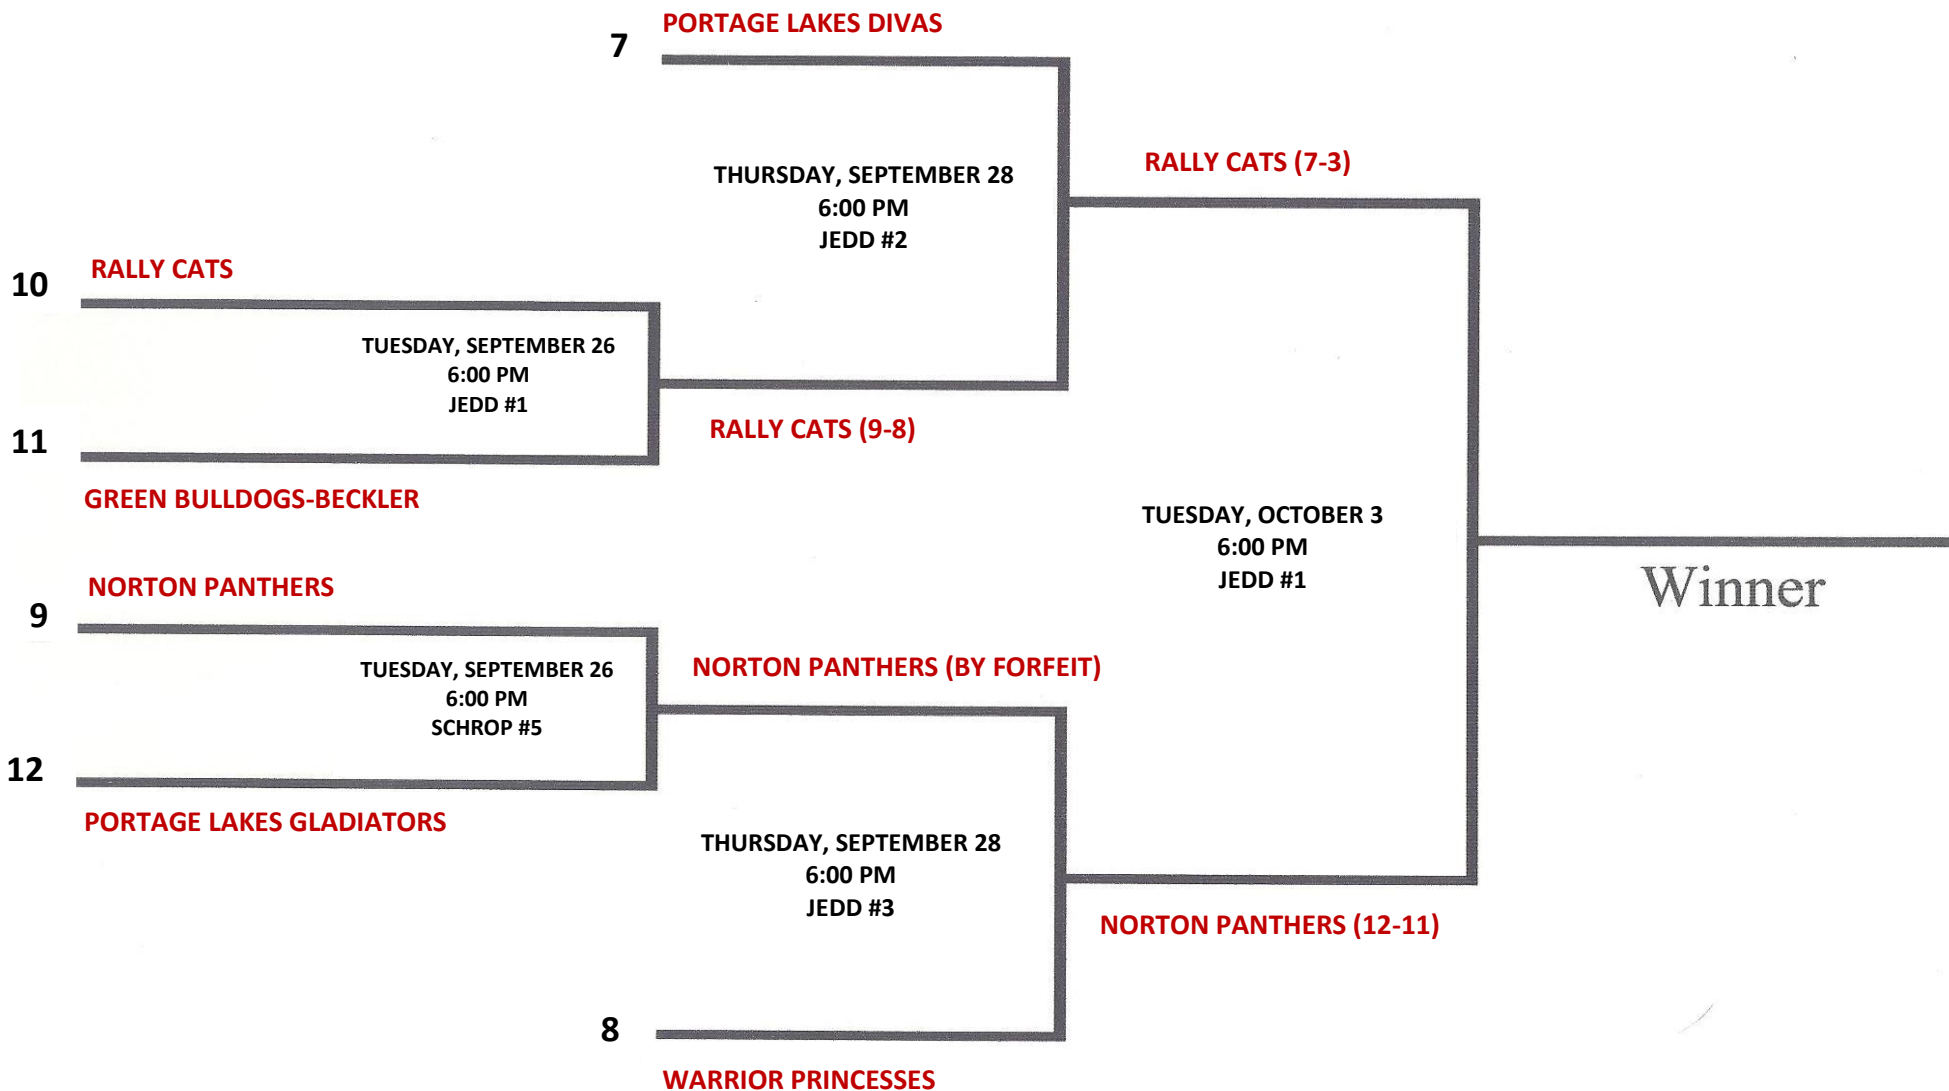 PORTAGE LAKES DIVAS
7
THURSDAY, SEPTEMBER 28
6:00 PM
JEDD #2
RALLY CATS (7-3)
RALLY CATS
10
TUESDAY, SEPTEMBER 26
6:00 PM
JEDD #1
RALLY CATS (9-8)
11
GREEN BULLDOGS-BECKLER
TUESDAY, OCTOBER 3
6:00 PM
JEDD #1
Winner
NORTON PANTHERS
9
TUESDAY, SEPTEMBER 26
6:00 PM
SCHROP #5
NORTON PANTHERS (BY FORFEIT)
12
PORTAGE LAKES GLADIATORS
THURSDAY, SEPTEMBER 28
6:00 PM
JEDD #3
NORTON PANTHERS (12-11)
8
WARRIOR PRINCESSES